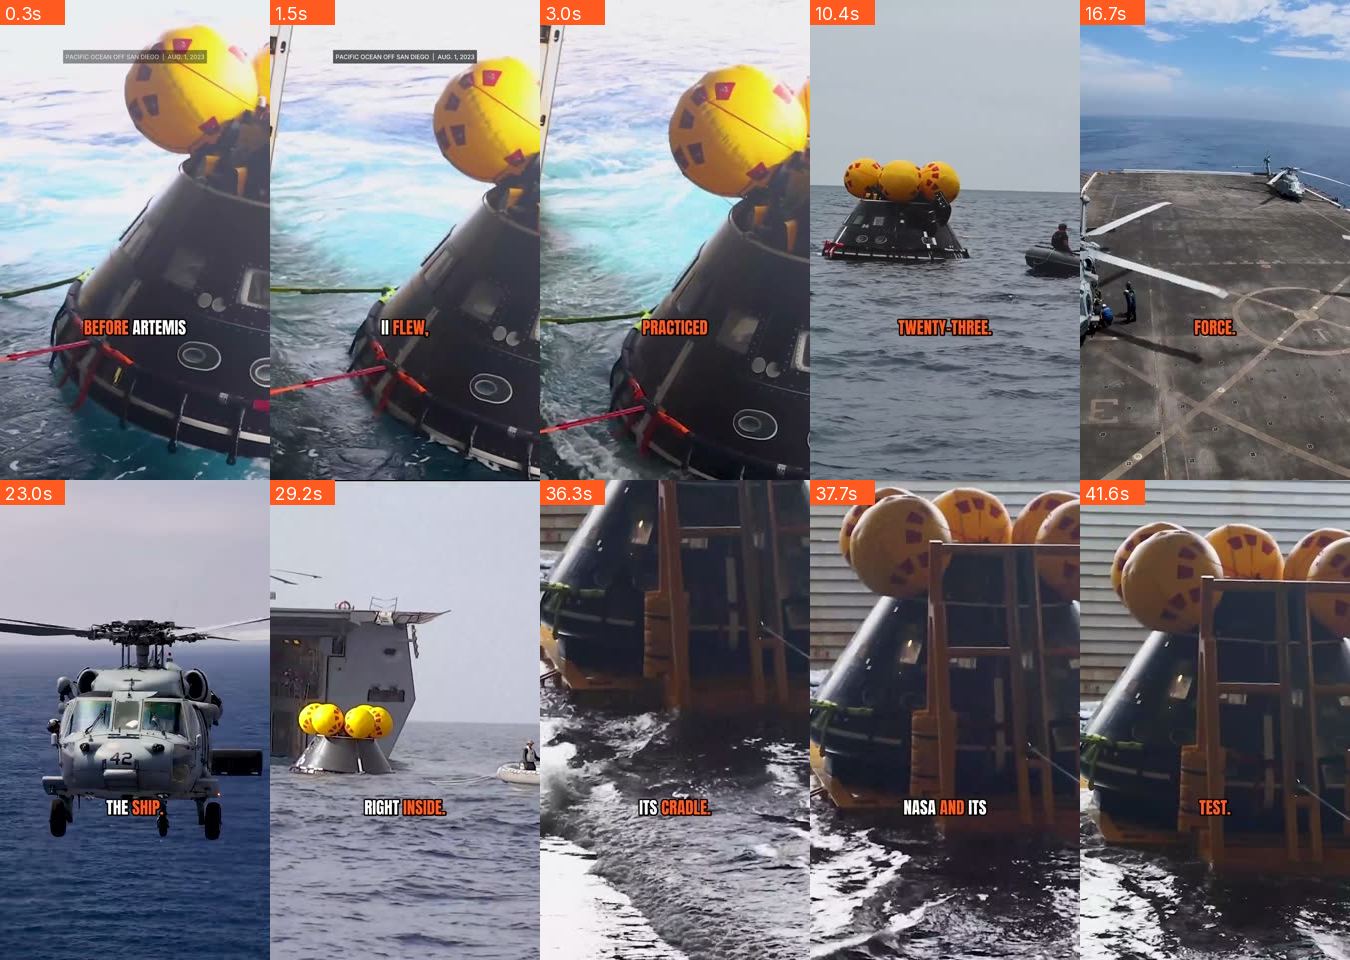 0.3s
PACIFIC OCEAN OFF SAN DIEGO | AUG. 1, 2023
BEFORE ARTEMIS
1.5s
PACIFIC OCEAN OFF SAN DIEGO | AUG. 1, 2023
II FLEW,
3.0s
PRACTICED
10.4s
TWENTY-THREE.
16.7s
FORCE.
E
23.0s
42
THE SHIP,
29.2s
RIGHT INSIDE.
36.3s
ITS CRADLE.
37.7s
NASA AND ITS
41.6s
TEST.